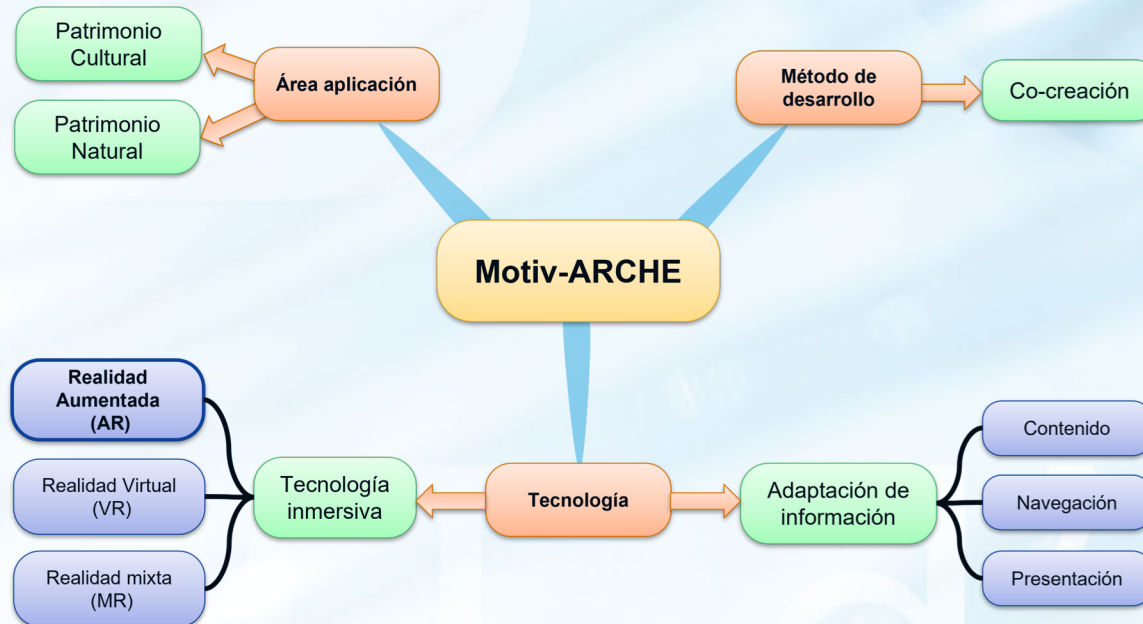 Patrimonio
Cultural
Patrimonio
Natural
Área aplicación
Método de
desarrollo
Co-creación
Motiv-ARCHE
Realidad
Aumentada
(AR)
Realidad Virtual
(VR)
Realidad mixta
(MR)
Tecnología
inmersiva
Tecnología
Adaptación de
información
Contenido
Navegación
Presentación